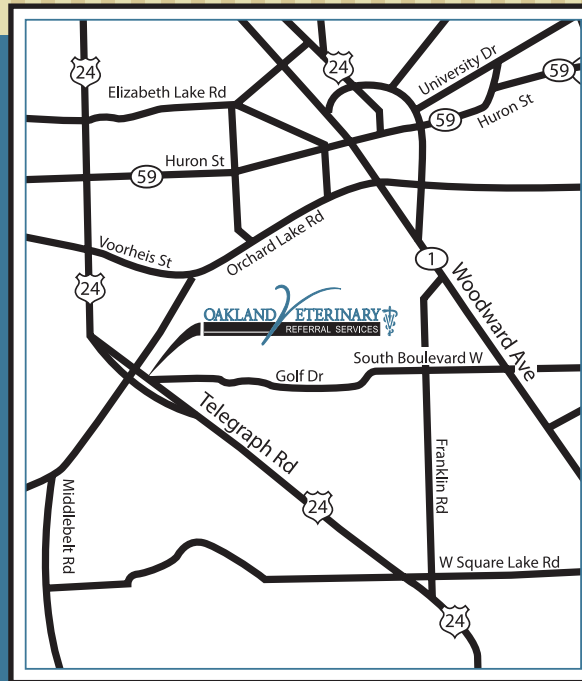 24
24
University Dr
59
Elizabeth Lake Rd
59
Huron St
Huron St
59
Voorheis St
Orchard Lake Rd
1
24
Woodward Ave
OAKLAND VETERINARY
REFERRAL SERVICES
South Boulevard W
Golf Dr
Telegraph Rd
Franklin Rd
Middlebelt Rd
24
W Square Lake Rd
24